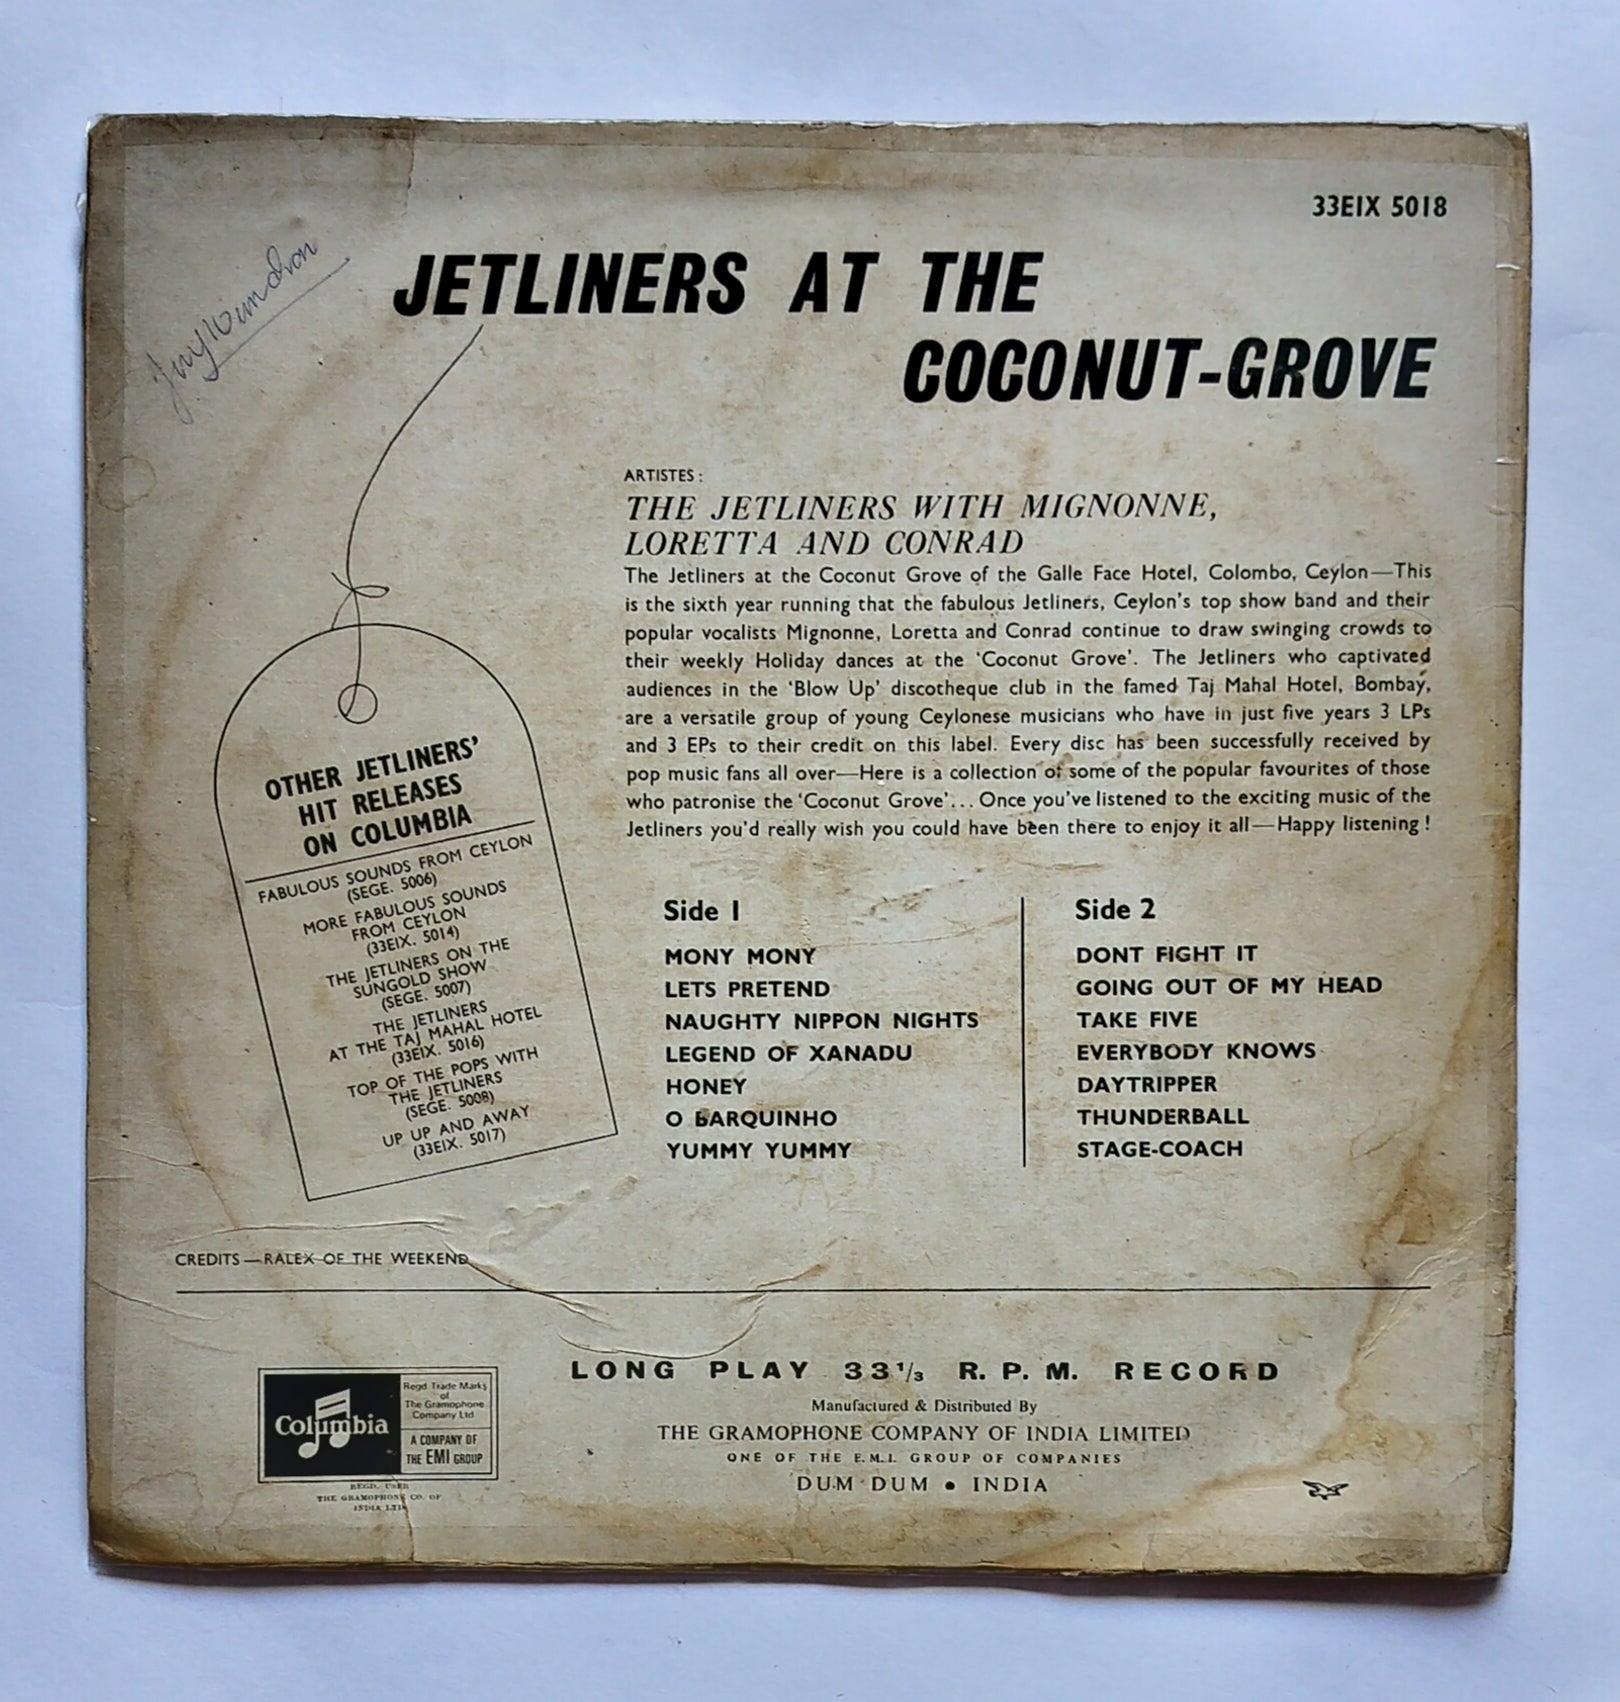 33EIX 5018
JETLINERS AT THE
COCONUT-GROVE
ARTISTES :
THE JETLINERS WITH MIGNONNE,
LORETTA AND CONRAD
The Jetliners at the Coconut Grove of the Galle Face Hotel, Colombo, Ceylon—This
is the sixth year running that the fabulous Jetliners, Ceylon's top show band and their
popular vocalists Mignonne, Loretta and Conrad continue to draw swinging crowds to
their weekly Holiday dances at the 'Coconut Grove'. The Jetliners who captivated
audiences in the 'Blow Up' discotheque club in the famed Taj Mahal Hotel, Bombay,
are a versatile group of young Ceylonese musicians who have in just five years 3 LPs
and 3 EPs to their credit on this label. Every disc has been successfully received by
pop music fans all over—Here is a collection of some of the popular favourites of those
who patronise the 'Coconut Grove'... Once you've listened to the exciting music of the
Jetliners you'd really wish you could have been there to enjoy it all—Happy listening !
OTHER JETLINERS'
HIT RELEASES
ON COLUMBIA
FABULOUS SOUNDS FROM CEYLON
(SEGE. 5006)
MORE FABULOUS SOUNDS
FROM CEYLON
(33EIX. 5014)
THE JETLINERS ON THE
SUNGOLD SHOW
(SEGE. 5007)
THE JETLINERS
AT THE TAJ MAHAL HOTEL
(33EIX. 5016)
TOP OF THE POPS WITH
THE JETLINERS
(SEGE. 5008)
UP UP AND AWAY
(33EIX. 5017)
Side 1
MONY MONY
LETS PRETEND
NAUGHTY NIPPON NIGHTS
LEGEND OF XANADU
HONEY
O BARQUINHO
YUMMY YUMMY
Side 2
DONT FIGHT IT
GOING OUT OF MY HEAD
TAKE FIVE
EVERYBODY KNOWS
DAYTRIPPER
THUNDERBALL
STAGE-COACH
CREDITS—RALEX OF THE WEEKEND
Columbia
Regd Trade Marks
of
The Gramophone
Company Ltd
A COMPANY OF
THE EMI GROUP
REGD. USER
THE GRAMOPHONE CO. OF
INDIA LTD
LONG PLAY 33 1/3 R. P. M. RECORD
Manufactured & Distributed By
THE GRAMOPHONE COMPANY OF INDIA LIMITED
ONE OF THE E.M.I. GROUP OF COMPANIES
DUM DUM • INDIA